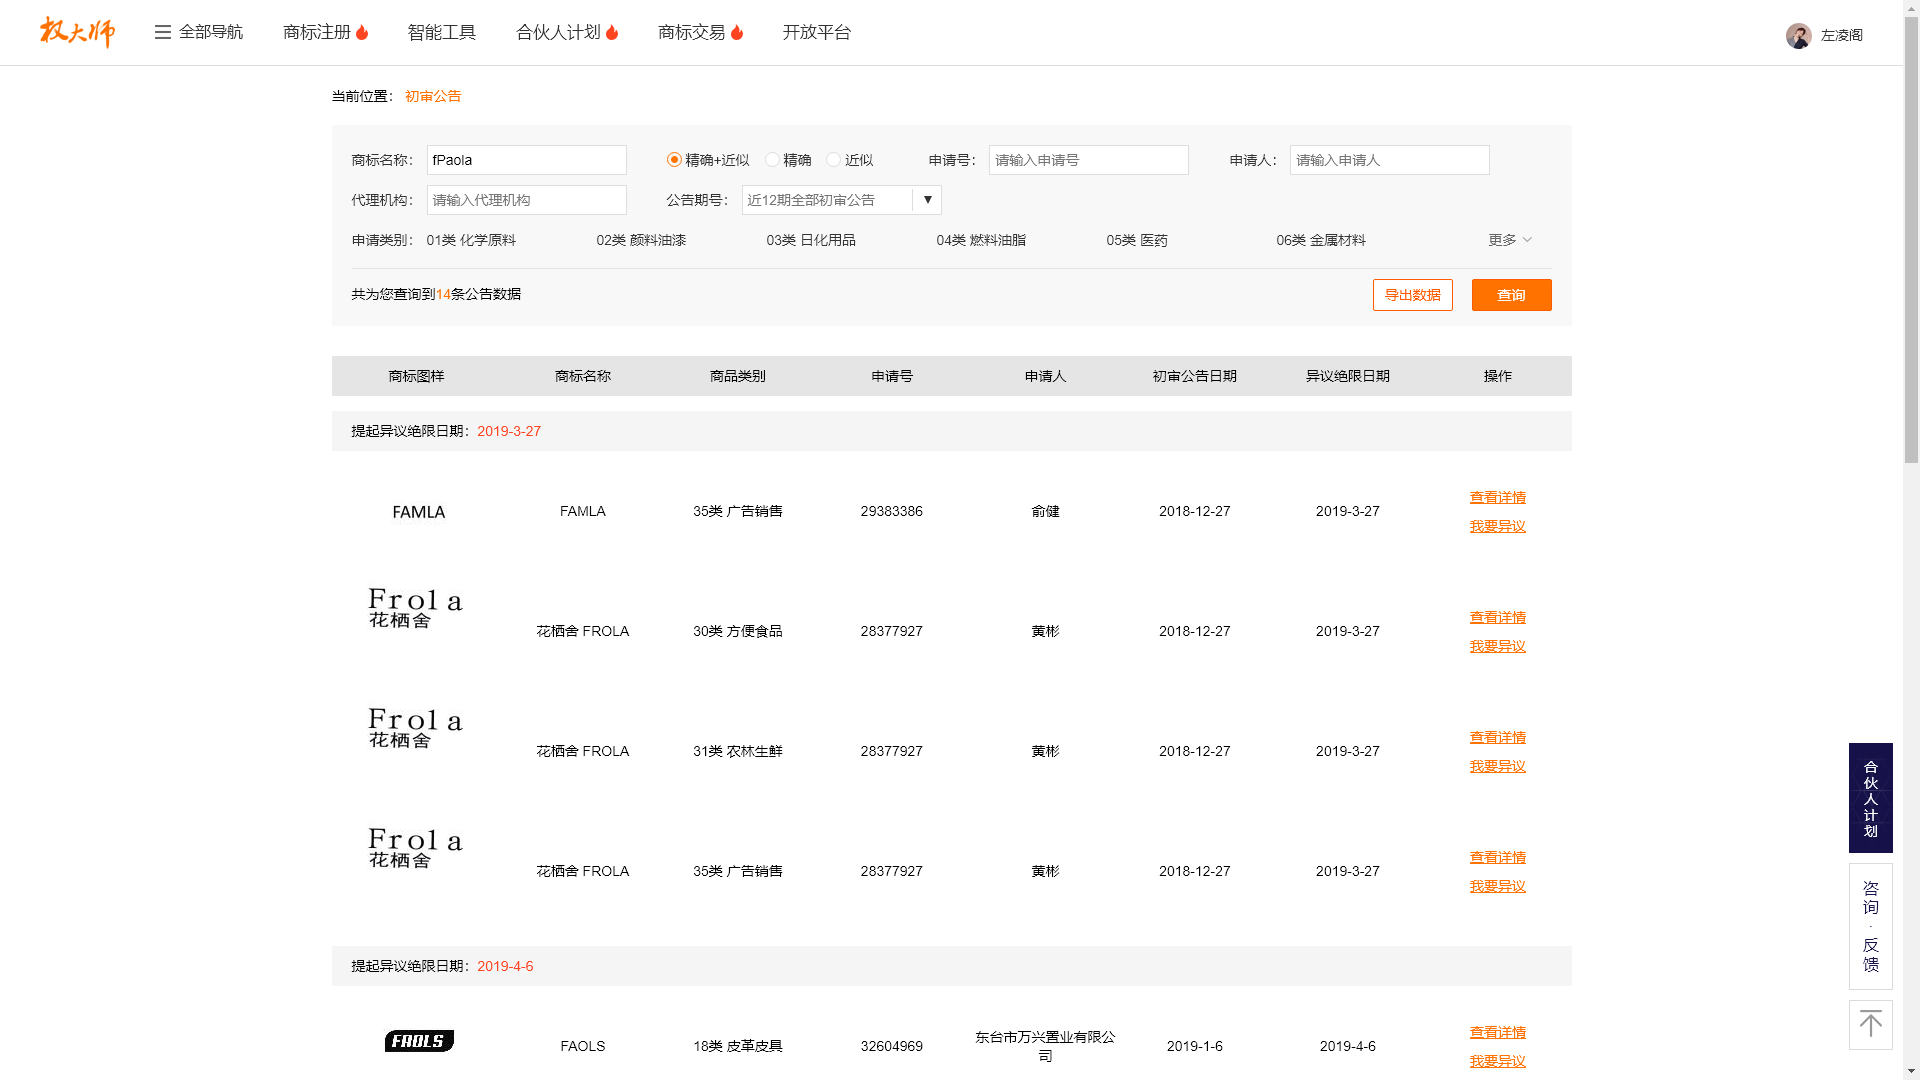 权大师 全部导航 商标注册 智能工具 合伙人计划 商标交易 开放平台 左凌阁
当前位置： 初审公告
商标名称： fPaola 精确+近似 精确 近似 申请号： 请输入申请号 申请人： 请输入申请人
代理机构： 请输入代理机构 公告期号： 近12期全部初审公告 ▼
申请类别： 01类 化学原料 02类 颜料油漆 03类 日化用品 04类 燃料油脂 05类 医药 06类 金属材料 更多
共为您查询到14条公告数据 导出数据 查询
商标图样 商标名称 商品类别 申请号 申请人 初审公告日期 异议绝限日期 操作
提起异议绝限日期：2019-3-27
FAMLA FAMLA 35类 广告销售 29383386 俞健 2018-12-27 2019-3-27 查看详情
我要异议
Frola
花栖舍 花栖舍 FROLA 30类 方便食品 28377927 黄彬 2018-12-27 2019-3-27 查看详情
我要异议
Frola
花栖舍 花栖舍 FROLA 31类 农林生鲜 28377927 黄彬 2018-12-27 2019-3-27 查看详情
我要异议
Frola
花栖舍 花栖舍 FROLA 35类 广告销售 28377927 黄彬 2018-12-27 2019-3-27 查看详情
我要异议
提起异议绝限日期：2019-4-6
FAOLS FAOLS 18类 皮革皮具 32604969 东台市万兴置业有限公
司 2019-1-6 2019-4-6 查看详情
我要异议
合伙人计划
咨询·反馈